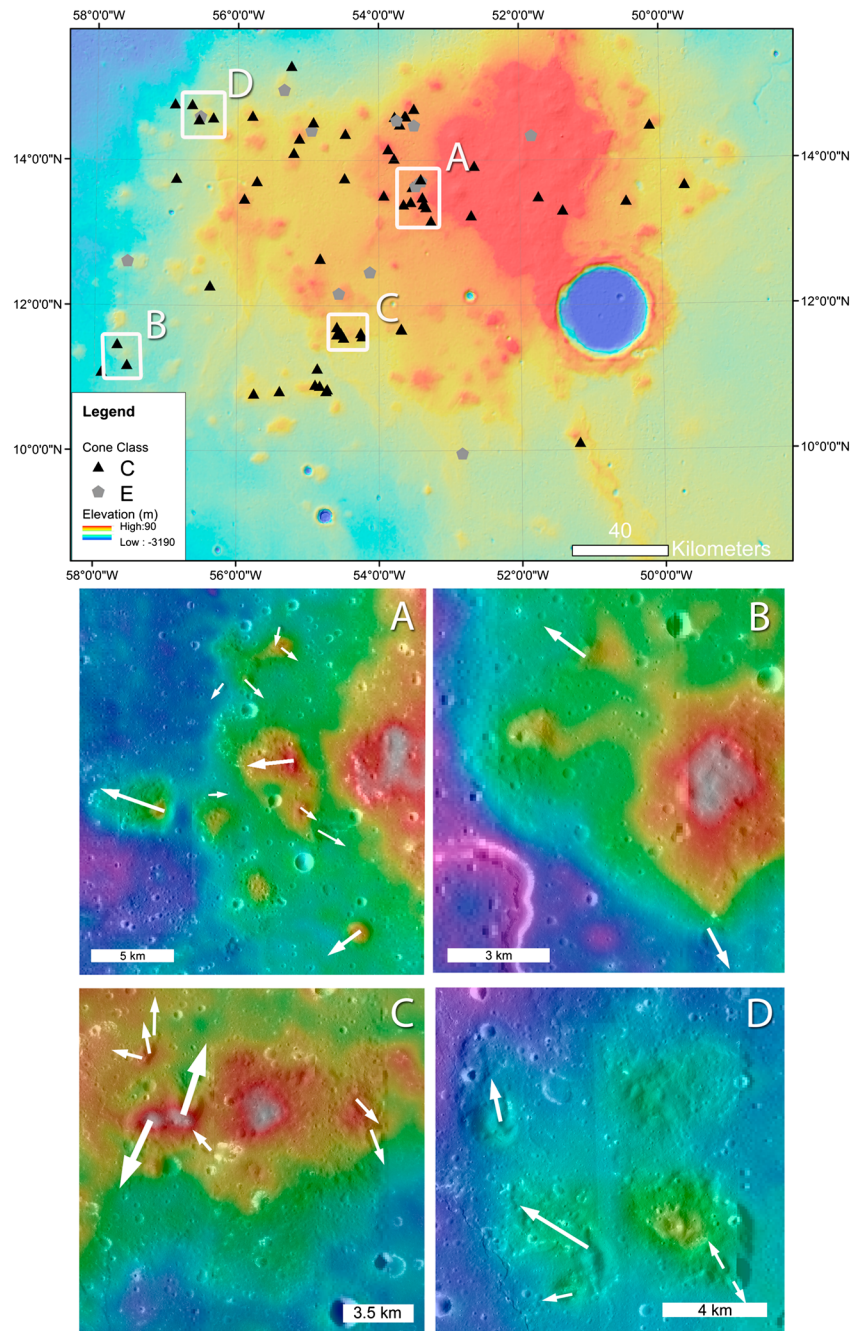 58°0'0"W 56°0'0"W 54°0'0"W 52°0'0"W 50°0'0"W
D
14°0'0"N A 14°0'0"N
12°0'0"N C 12°0'0"N
B
10°0'0"N 10°0'0"N
Legend
Cone Class
C
E
Elevation (m)
High:90
Low : -3190
40
Kilometers
58°0'0"W 56°0'0"W 54°0'0"W 52°0'0"W 50°0'0"W
A
5 km
B
3 km
C
3.5 km
D
4 km